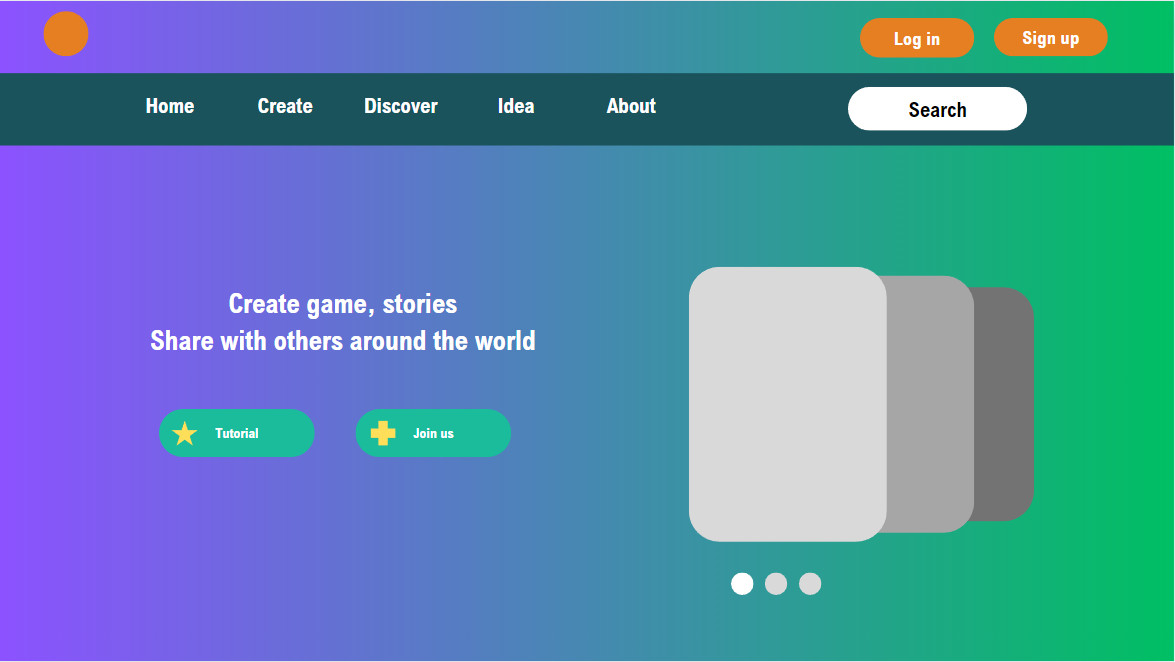 Log in
Sign up
Home
Create
Discover
Idea
About
Search
Create game, stories
Share with others around the world
Tutorial
Join us